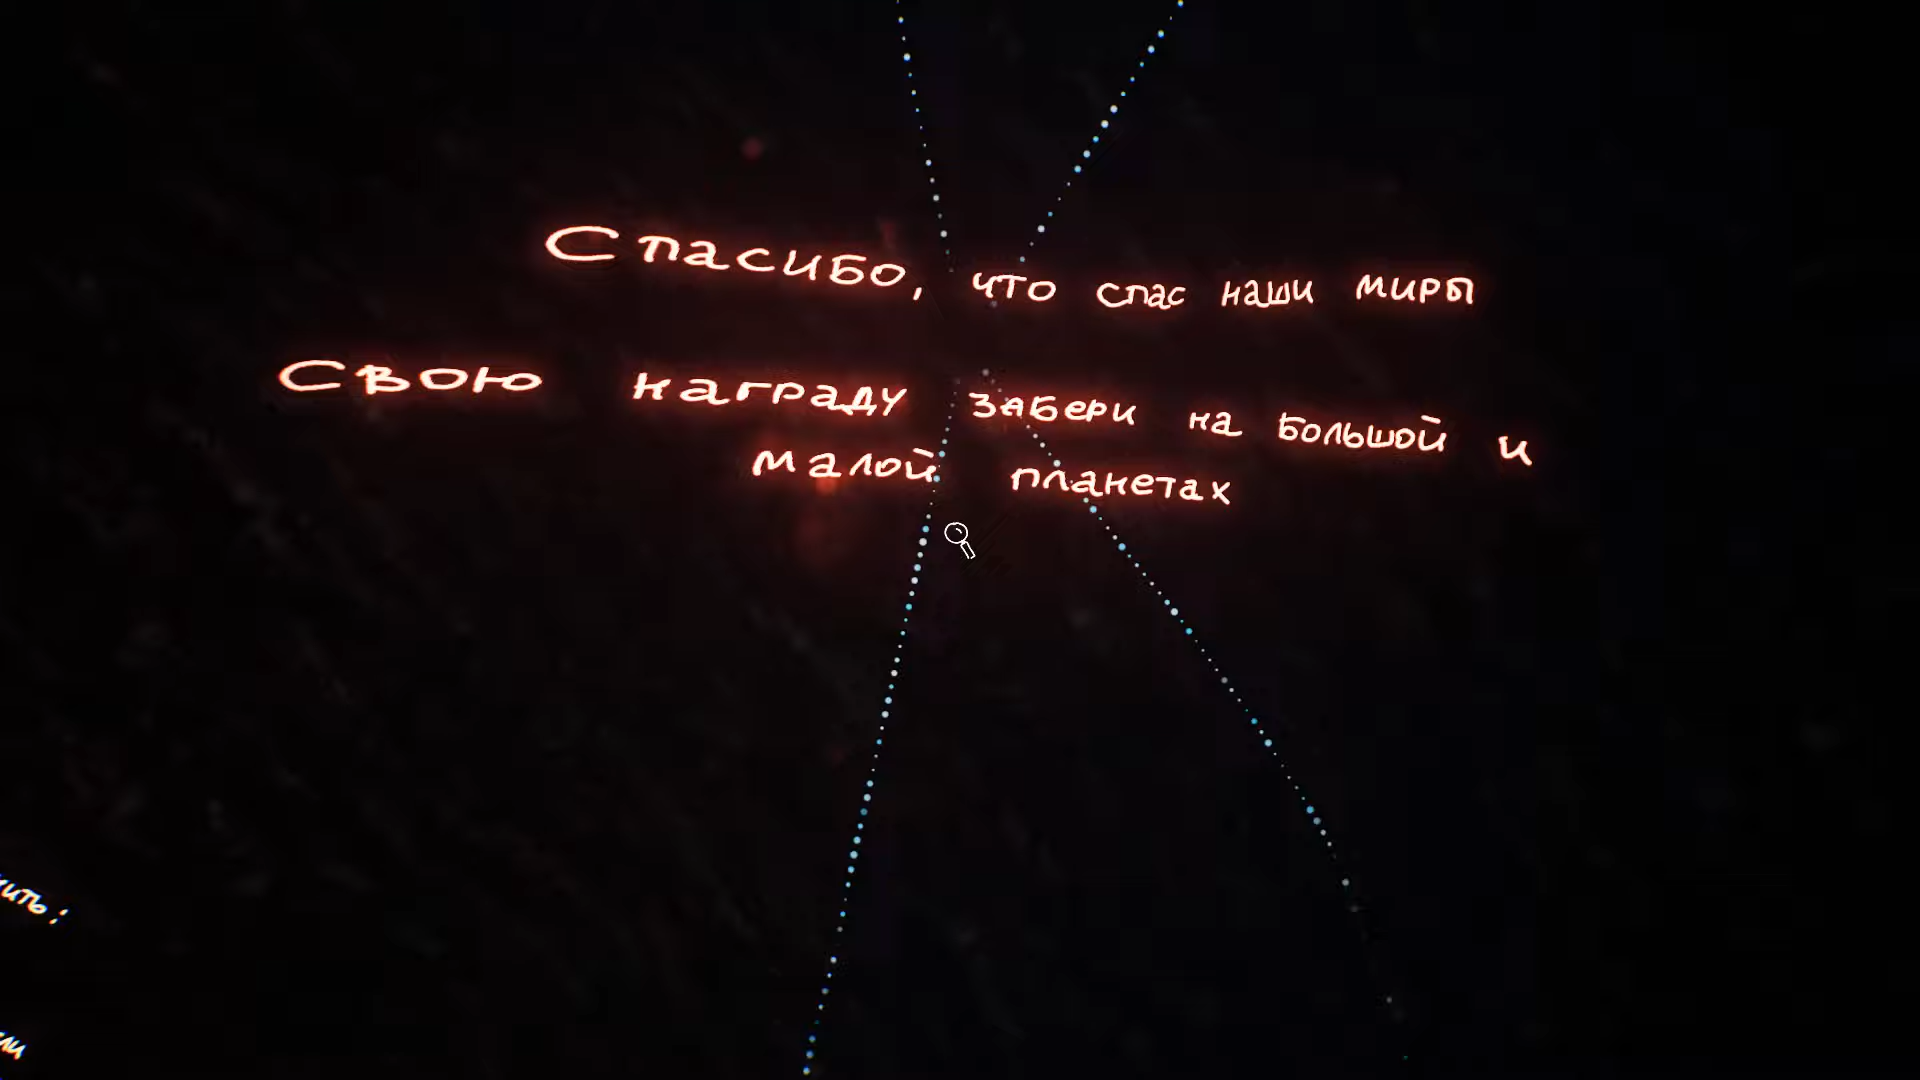 Спасибо, что спас наши миры
Свою награду забери на большой и
малой планетах